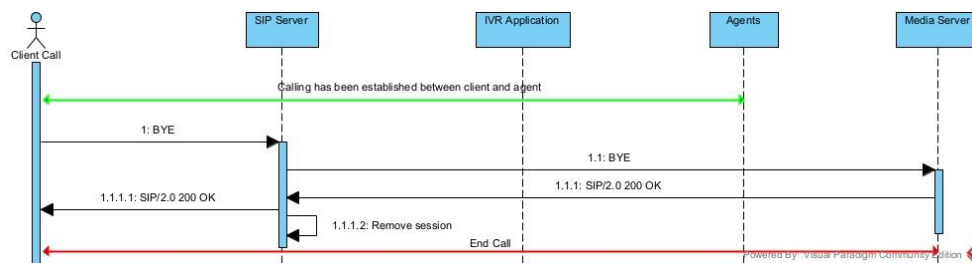 SIP Server
IVR Application
Agents
Media Server
Client Call
Calling has been established between client and agent
1: BYE
1.1: BYE
1.1.1: SIP/2.0 200 OK
1.1.1.1: SIP/2.0 200 OK
1.1.1.2: Remove session
End Call
Powered By: Visual Paradigm Community Edition